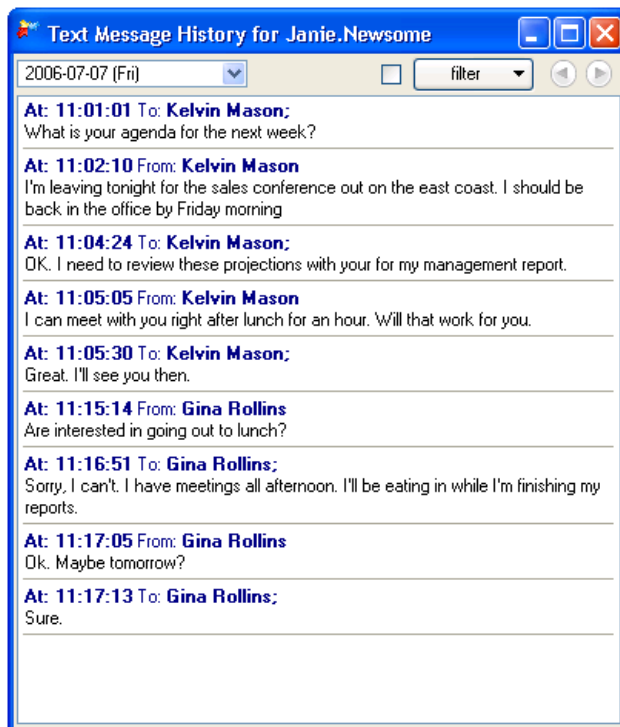 Text Message History for Janie.Newsome
2006-07-07 (Fri)
filter
At: 11:01:01 To: Kelvin Mason;
What is your agenda for the next week?
At: 11:02:10 From: Kelvin Mason
I'm leaving tonight for the sales conference out on the east coast. I should be
back in the office by Friday morning
At: 11:04:24 To: Kelvin Mason;
OK. I need to review these projections with your for my management report.
At: 11:05:05 From: Kelvin Mason
I can meet with you right after lunch for an hour. Will that work for you.
At: 11:05:30 To: Kelvin Mason;
Great. I'll see you then.
At: 11:15:14 From: Gina Rollins
Are interested in going out to lunch?
At: 11:16:51 To: Gina Rollins;
Sorry, I can't. I have meetings all afternoon. I'll be eating in while I'm finishing my
reports.
At: 11:17:05 From: Gina Rollins
Ok. Maybe tomorrow?
At: 11:17:13 To: Gina Rollins;
Sure.